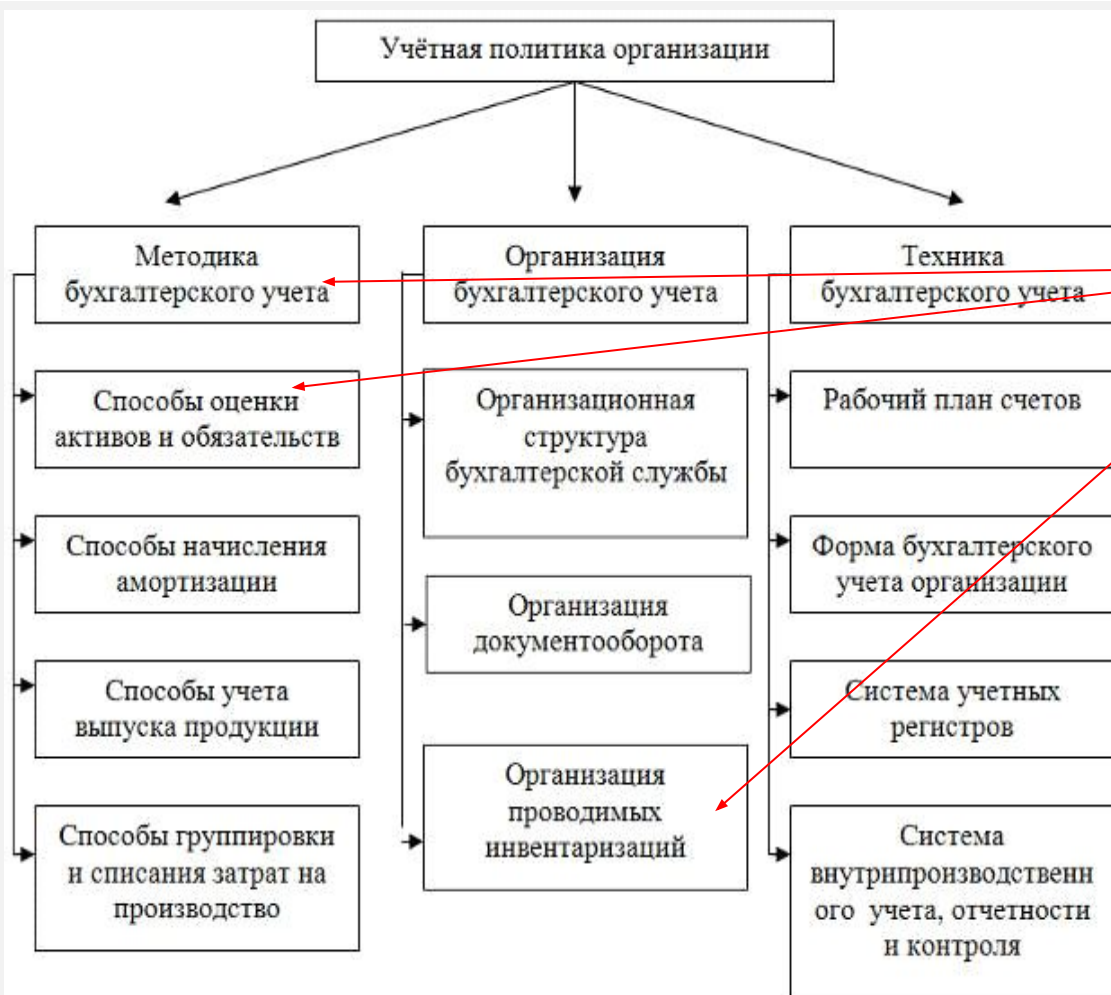 Учётная политика организации
Методика
бухгалтерского учета
Способы оценки
активов и обязательств
Способы начисления
амортизации
Способы учета
выпуска продукции
Способы группировки
и списания затрат на
производство
Организация
бухгалтерского учета
Организационная
структура
бухгалтерской службы
Организация
документооборота
Организация
проводимых
инвентаризаций
Техника
бухгалтерского учета
Рабочий план счетов
Форма бухгалтерского
учета организации
Система учетных
регистров
Система
внутрипроизводственн
ого учета, отчетности
и контроля